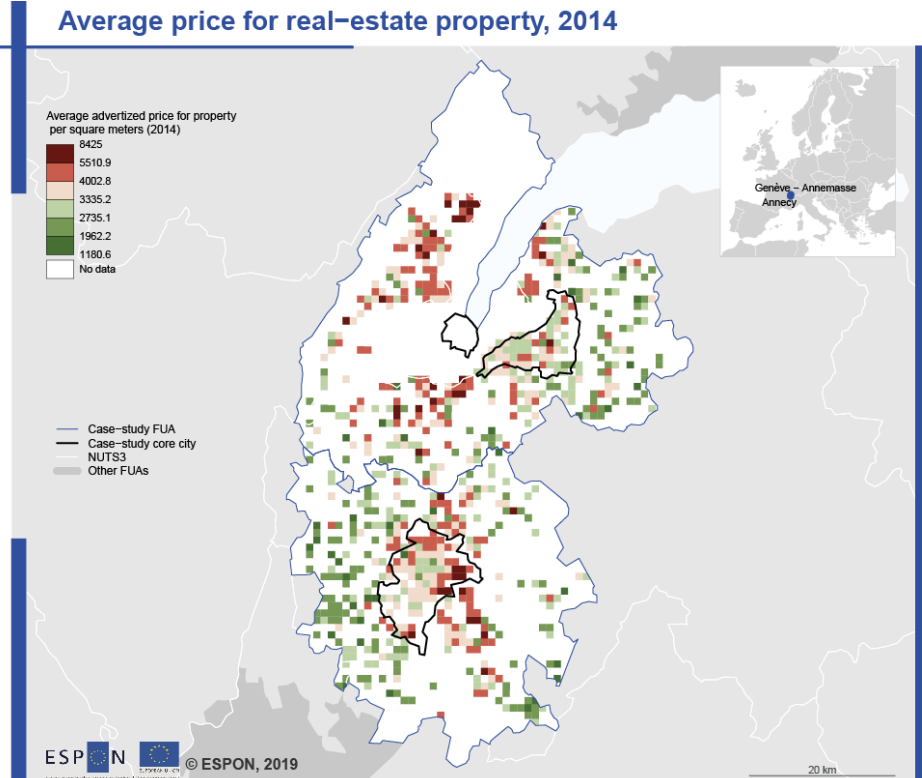 Average price for real−estate property, 2014
Average advertized price for property
per square meters (2014)
8425
5510.9
4002.8
3335.2
2735.1
1962.2
1180.6
No data
Genève − Annemasse
Annecy
Case−study FUA
Case−study core city
NUTS3
Other FUAs
ESPON
© ESPON, 2019
20 km